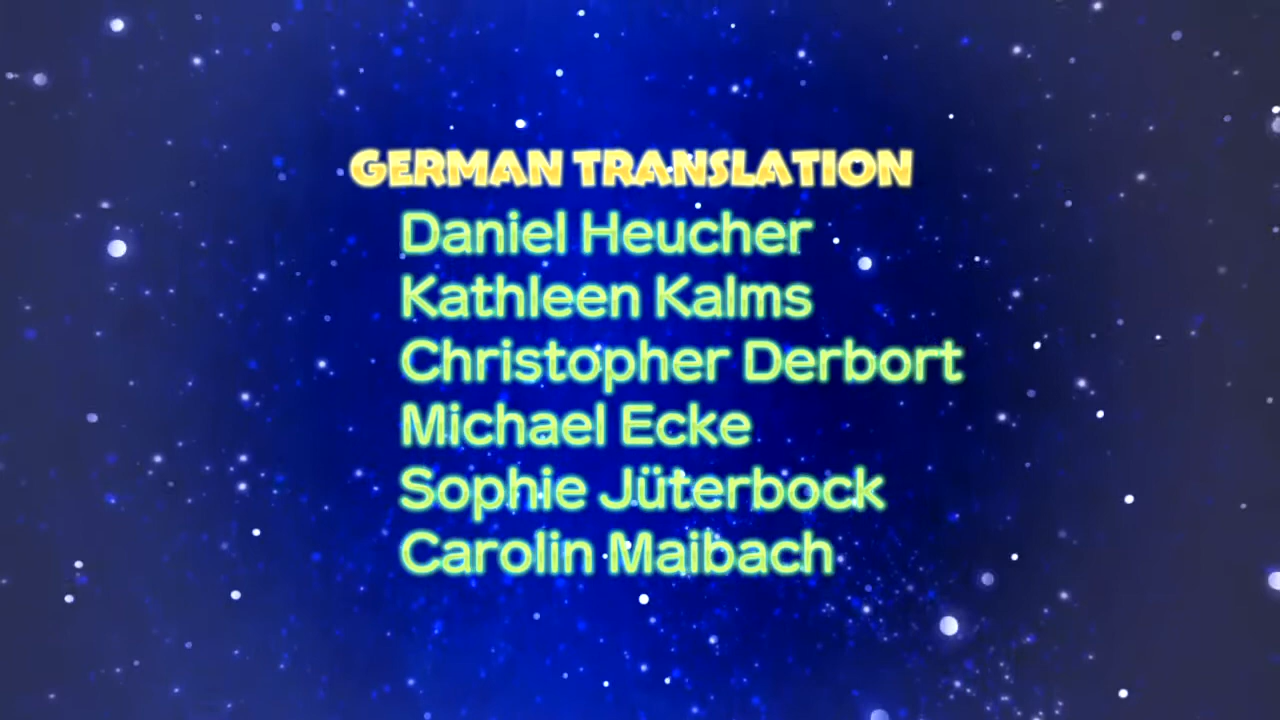 GERMAN TRANSLATION
Daniel Heucher
Kathleen Kalms
Christopher Derbort
Michael Ecke
Sophie Jüterbock
Carolin Maibach